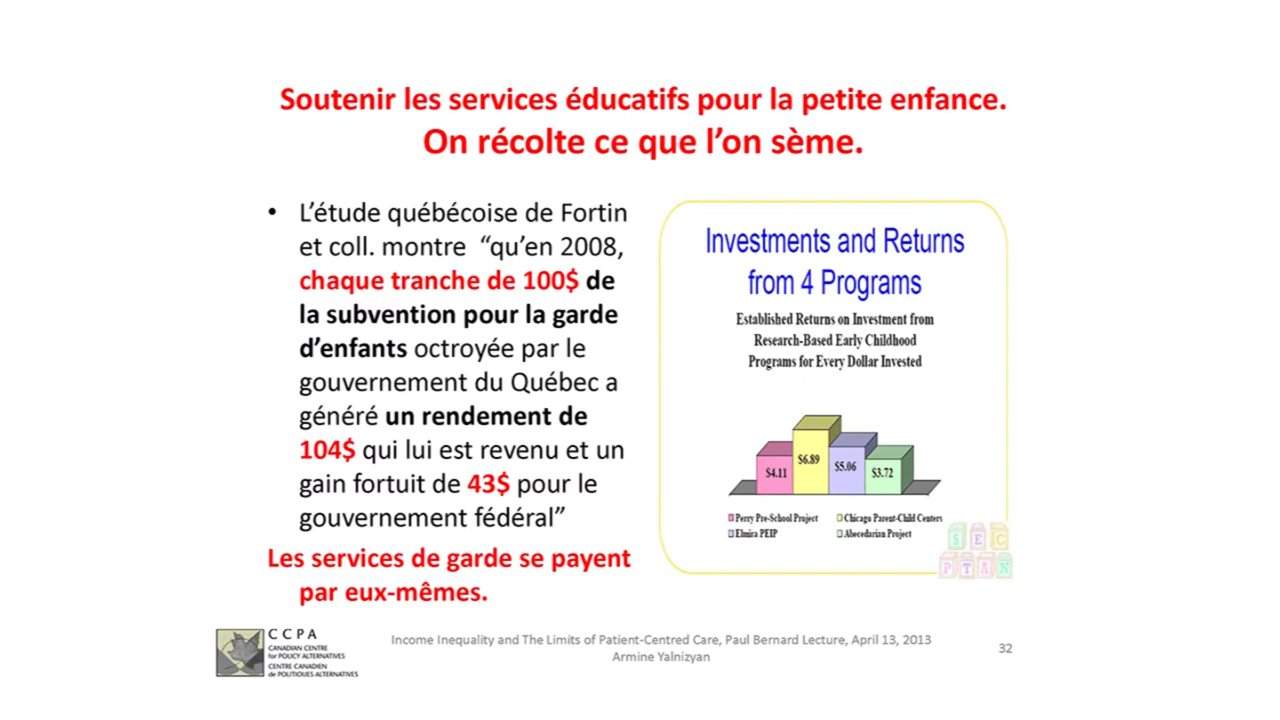 Soutenir les services éducatifs pour la petite enfance.
On récolte ce que l’on sème.
• L’étude québécoise de Fortin
et coll. montre “qu’en 2008,
chaque tranche de 100$ de
la subvention pour la garde
d’enfants octroyée par le
gouvernement du Québec a
généré un rendement de
104$ qui lui est revenu et un
gain fortuit de 43$ pour le
gouvernement fédéral”
Les services de garde se payent
par eux-mêmes.
Investments and Returns
from 4 Programs
Established Returns on Investment from
Research-Based Early Childhood
Programs for Every Dollar Invested
$4.11 $6.89 $5.06 $3.72
Perry Pre-School Project Chicago Parent-Child Centers
Elmira PEIP Abecedarian Project
S E C
P T A N
CCPA
CANADIAN CENTRE
for POLICY ALTERNATIVES
CENTRE CANADIEN
de POLITIQUES ALTERNATIVES
Income Inequality and The Limits of Patient-Centred Care, Paul Bernard Lecture, April 13, 2013
Armine Yalnizyan
32